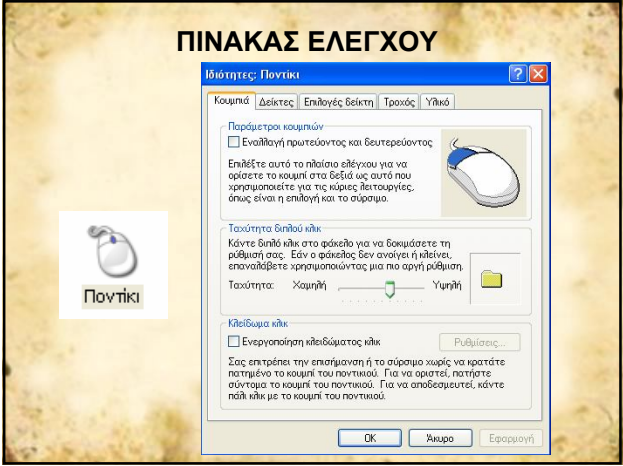 ΠΙΝΑΚΑΣ ΕΛΕΓΧΟΥ
Ιδιότητες: Ποντίκι
Κουμπιά Δείκτες Επιλογές δείκτη Τροχός Υλικό
Παράμετροι κουμπιών
Εναλλαγή πρωτεύοντος και δευτερεύοντος
Επιλέξτε αυτό το πλαίσιο ελέγχου για να
ορίσετε το κουμπί στα δεξιά ως αυτό που
χρησιμοποιείτε για τις κύριες λειτουργίες,
όπως είναι η επιλογή και το σύρσιμο.
Ταχύτητα διπλού κλικ
Κάντε διπλό κλικ στο φάκελο για να δοκιμάσετε τη
ρύθμισή σας. Εάν ο φάκελος δεν ανοίγει ή κλείνει,
επαναλάβετε χρησιμοποιώντας μια πιο αργή ρύθμιση.
Ταχύτητα: Χαμηλή Υψηλή
Ποντίκι
Κλείδωμα κλικ
Ενεργοποίηση κλειδώματος κλικ Ρυθμίσεις...
Σας επιτρέπει την επισήμανση ή το σύρσιμο χωρίς να κρατάτε
πατημένο το κουμπί του ποντικιού. Για να οριστεί, πατήστε
σύντομα το κουμπί του ποντικιού. Για να αποδεσμευτεί, κάντε
πάλι κλικ με το κουμπί του ποντικιού.
OK Άκυρο Εφαρμογή